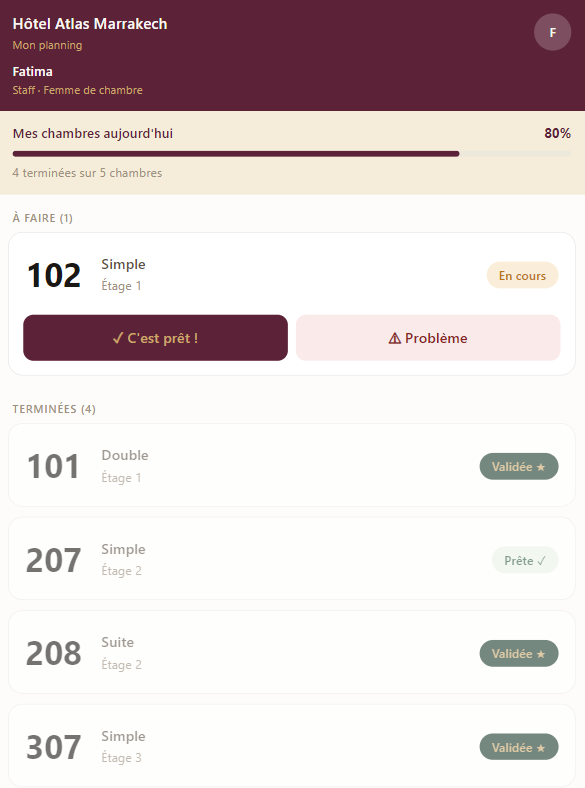 Hôtel Atlas Marrakech
F
Mon planning
Fatima
Staff · Femme de chambre
Mes chambres aujourd'hui 80%
4 terminées sur 5 chambres
À FAIRE (1)
102 Simple
Étage 1
En cours
✓ C'est prêt !
⚠ Problème
TERMINÉES (4)
101 Double
Étage 1
Validée ★
207 Simple
Étage 2
Prête ✓
208 Suite
Étage 2
Validée ★
307 Simple
Étage 3
Validée ★